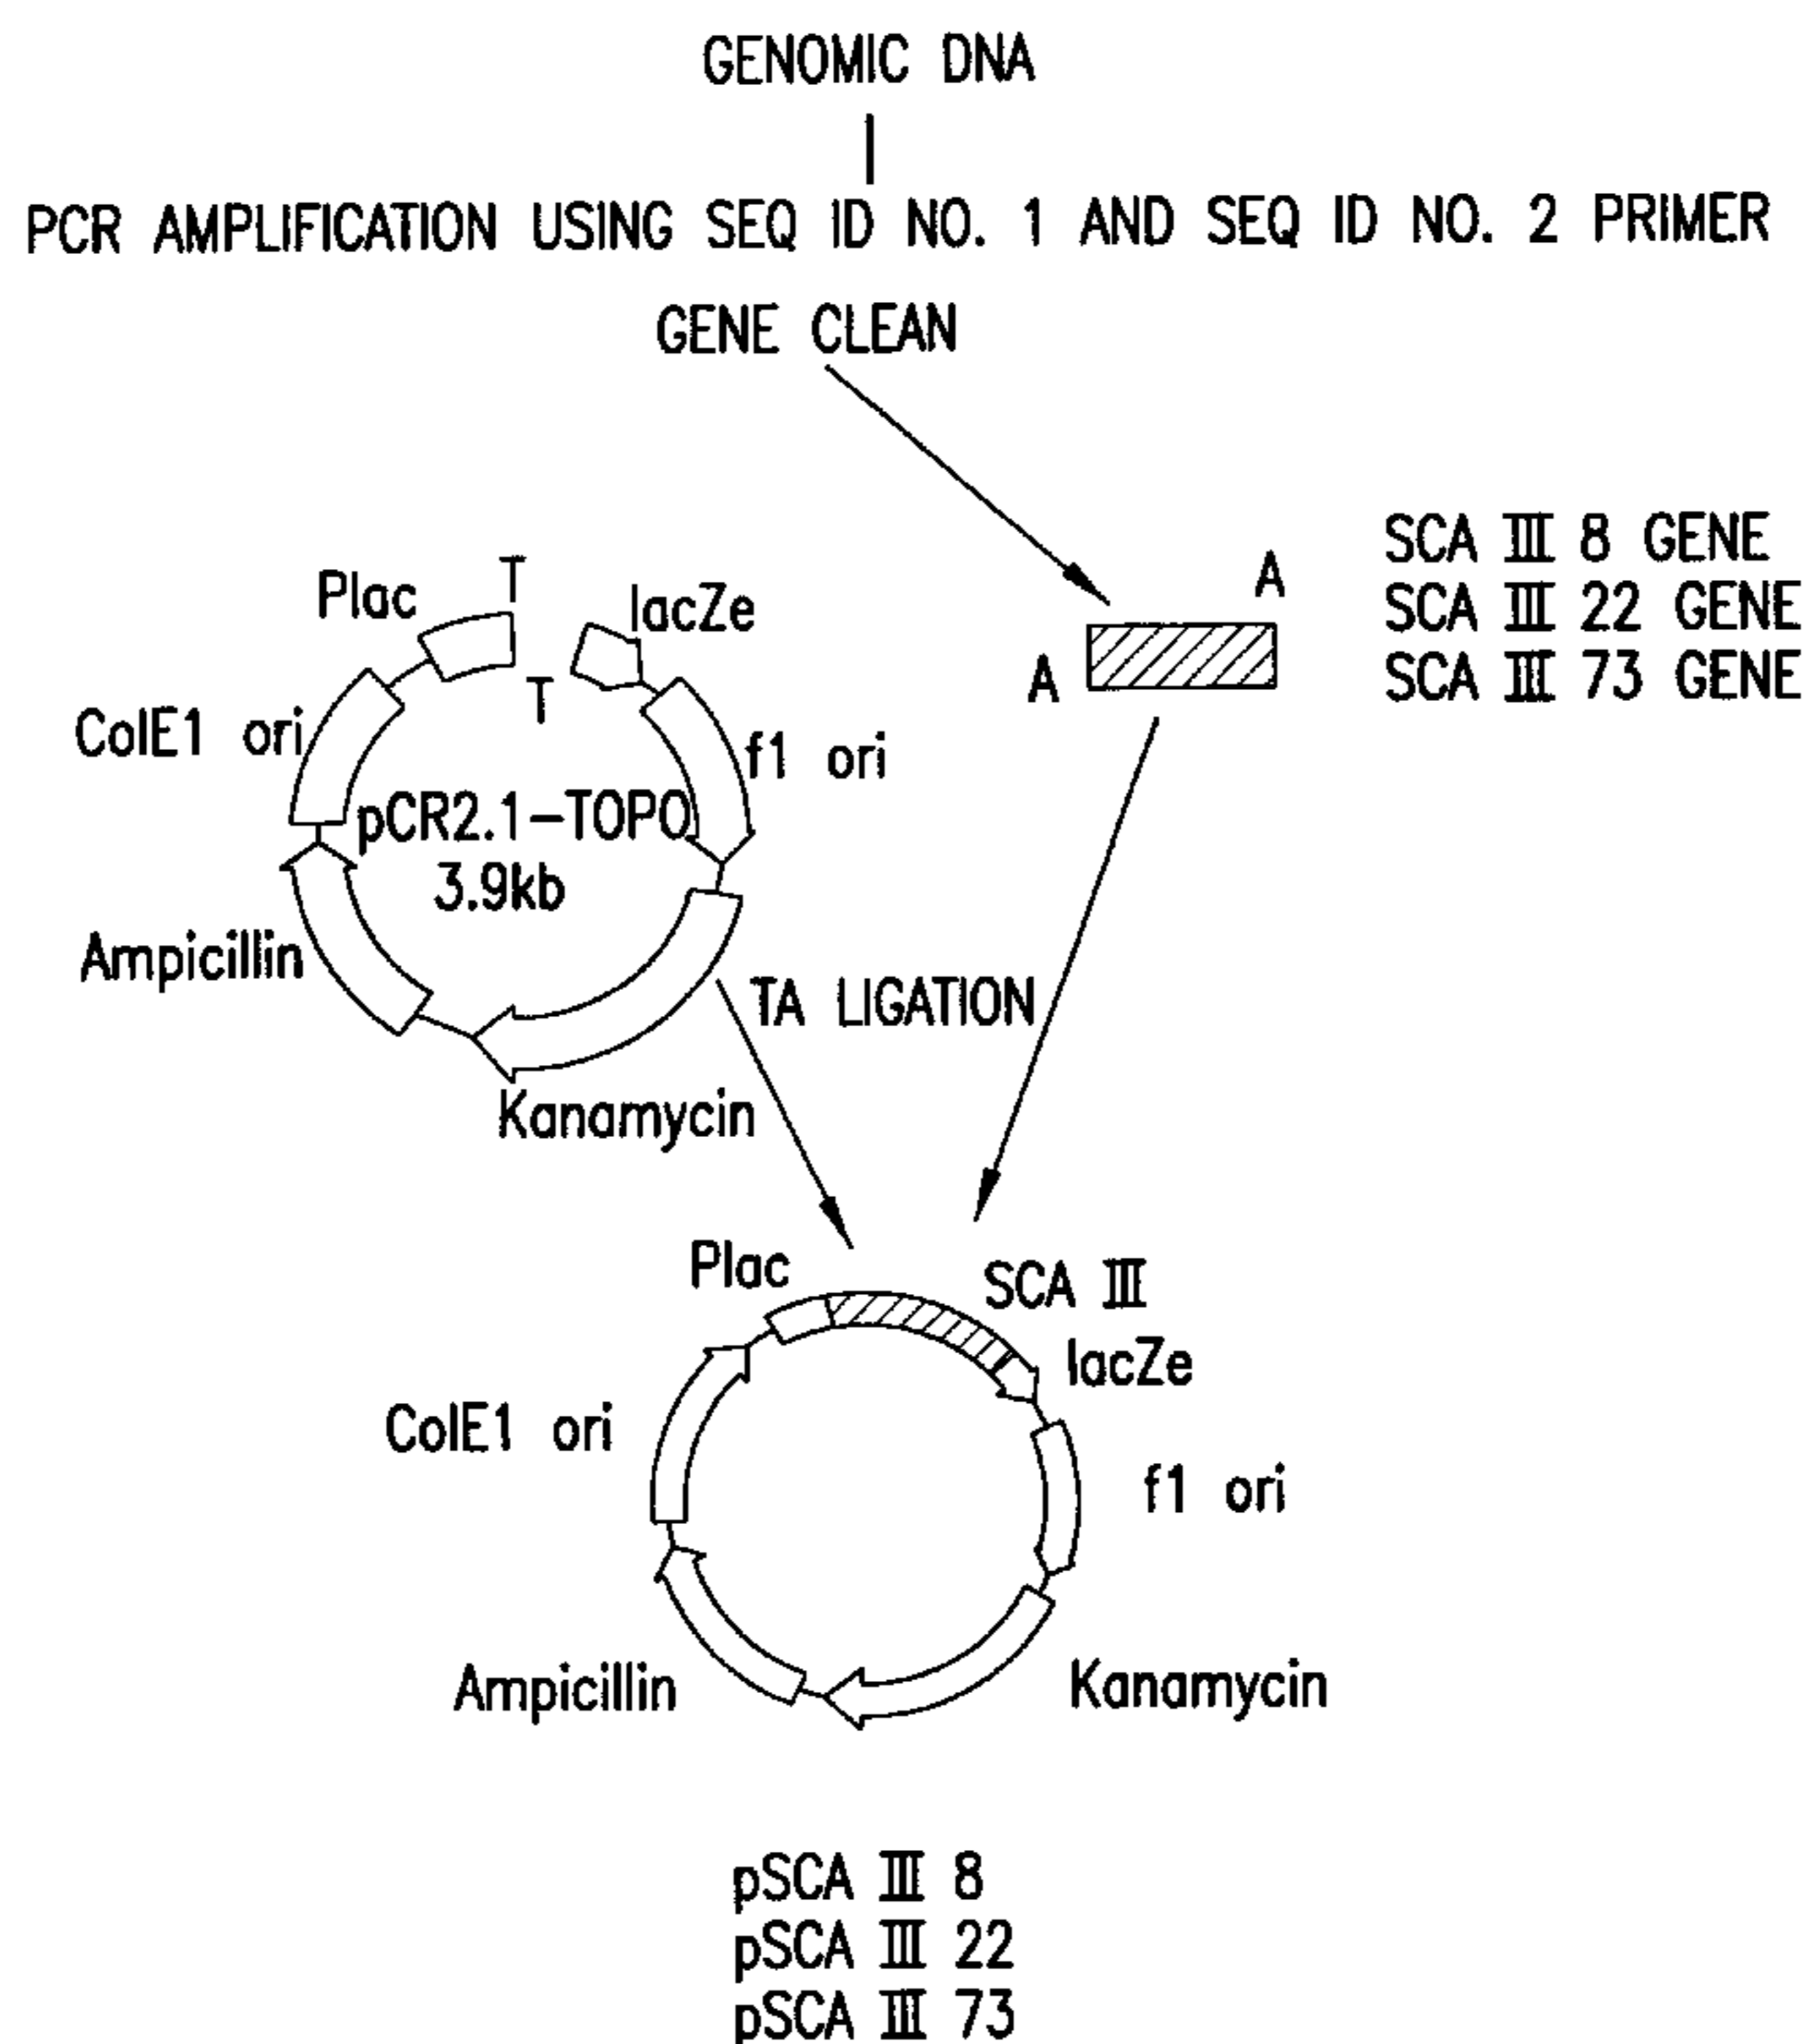 GENOMIC DNA
PCR AMPLIFICATION USING SEQ ID NO. 1 AND SEQ ID NO. 2 PRIMER
GENE CLEAN
SCA III 8 GENE
SCA III 22 GENE
SCA III 73 GENE
A
A
Plac
T
lacZe
T
ColE1 ori
f1 ori
pCR2.1-TOPO
3.9kb
Ampicillin
Kanamycin
TA LIGATION
Plac
SCA III
lacZe
ColE1 ori
f1 ori
Ampicillin
Kanamycin
pSCA III 8
pSCA III 22
pSCA III 73